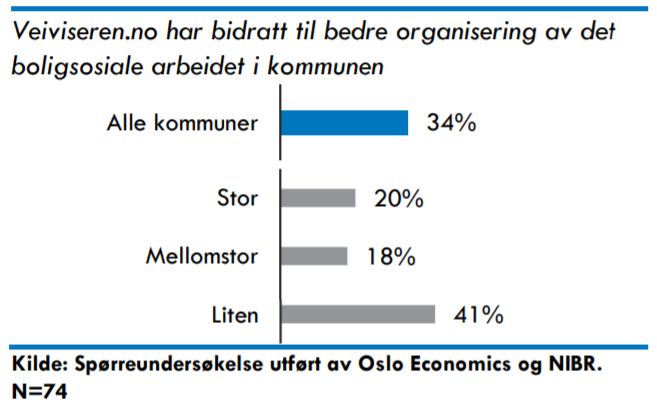 Veiviseren.no har bidratt til bedre organisering av det
boligsosiale arbeidet i kommunen
Alle kommuner 34%
Stor 20%
Mellomstor 18%
Liten 41%
Kilde: Spørreundersøkelse utført av Oslo Economics og NIBR.
N=74